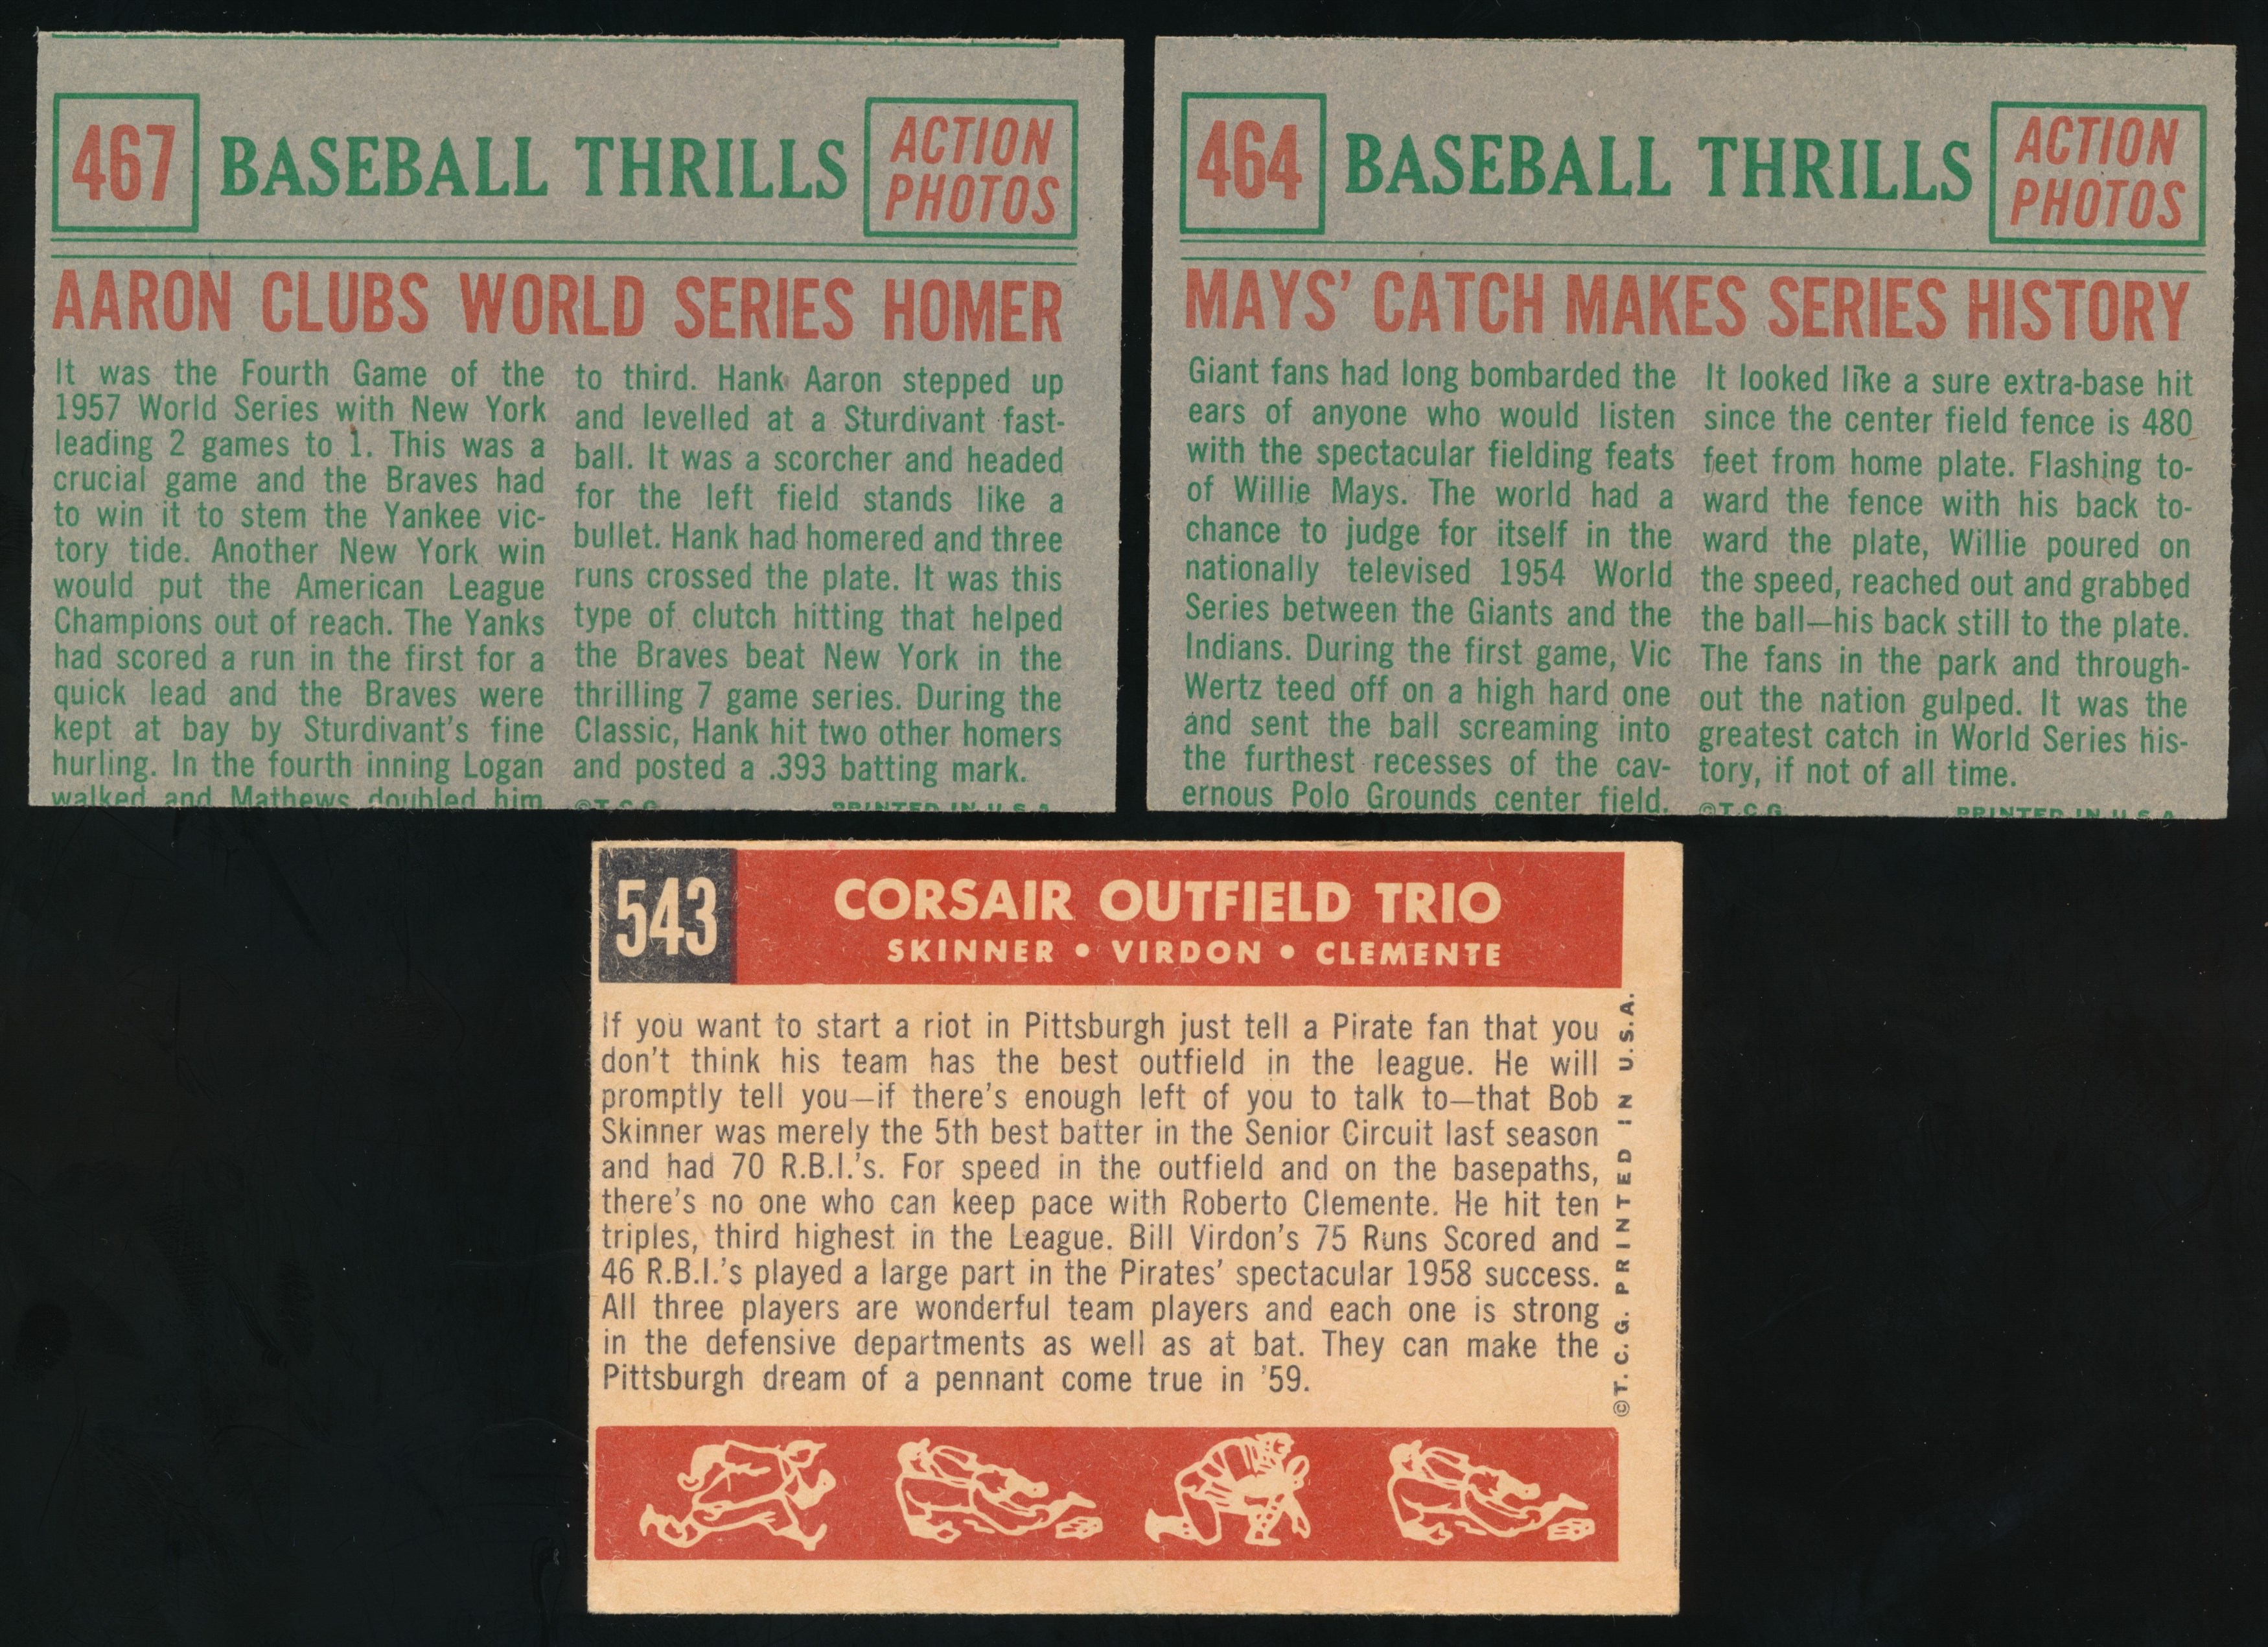 467
BASEBALL THRILLS
ACTION
PHOTOS
AARON CLUBS WORLD SERIES HOMER
It was the Fourth Game of the
1957 World Series with New York
leading 2 games to 1. This was a
crucial game and the Braves had
to win it to stem the Yankee vic-
tory tide. Another New York win
would put the American League
Champions out of reach. The Yanks
had scored a run in the first for a
quick lead and the Braves were
kept at bay by Sturdivant's fine
hurling. In the fourth inning Logan
walked and Mathews doubled him
to third. Hank Aaron stepped up
and levelled at a Sturdivant fast-
ball. It was a scorcher and headed
for the left field stands like a
bullet. Hank had homered and three
runs crossed the plate. It was this
type of clutch hitting that helped
the Braves beat New York in the
thrilling 7 game series. During the
Classic, Hank hit two other homers
and posted a .393 batting mark.
©T.C.G. PRINTED IN U.S.A.
464
BASEBALL THRILLS
ACTION
PHOTOS
MAYS' CATCH MAKES SERIES HISTORY
Giant fans had long bombarded the
ears of anyone who would listen
with the spectacular fielding feats
of Willie Mays. The world had a
chance to judge for itself in the
nationally televised 1954 World
Series between the Giants and the
Indians. During the first game, Vic
Wertz teed off on a high hard one
and sent the ball screaming into
the furthest recesses of the cav-
ernous Polo Grounds center field.
It looked like a sure extra-base hit
since the center field fence is 480
feet from home plate. Flashing to-
ward the fence with his back to-
ward the plate, Willie poured on
the speed, reached out and grabbed
the ball—his back still to the plate.
The fans in the park and through-
out the nation gulped. It was the
greatest catch in World Series his-
tory, if not of all time.
©T.C.G. PRINTED IN U.S.A.
543
CORSAIR OUTFIELD TRIO
SKINNER • VIRDON • CLEMENTE
If you want to start a riot in Pittsburgh just tell a Pirate fan that you
don't think his team has the best outfield in the league. He will
promptly tell you—if there's enough left of you to talk to—that Bob
Skinner was merely the 5th best batter in the Senior Circuit last season
and had 70 R.B.I.'s. For speed in the outfield and on the basepaths,
there's no one who can keep pace with Roberto Clemente. He hit ten
triples, third highest in the League. Bill Virdon's 75 Runs Scored and
46 R.B.I.'s played a large part in the Pirates' spectacular 1958 success.
All three players are wonderful team players and each one is strong
in the defensive departments as well as at bat. They can make the
Pittsburgh dream of a pennant come true in '59.
©T. C. G. PRINTED IN U.S.A.